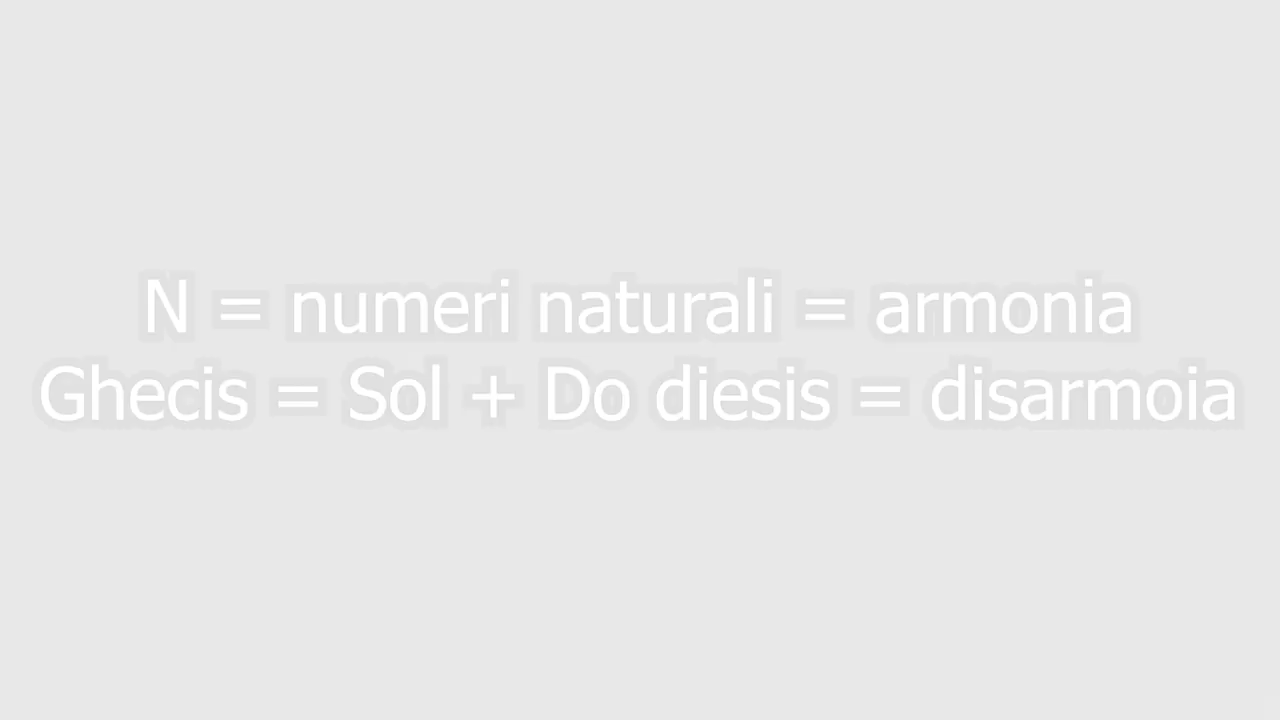 N = numeri naturali = armonia
Ghecis = Sol + Do diesis = disarmoia